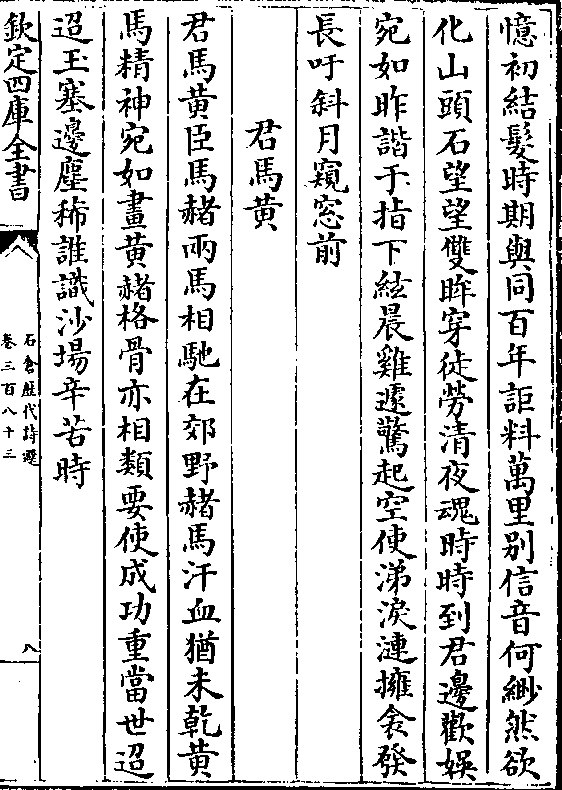 憶初結髮時期與同百年詎料萬里别信音何緲然欲
化山頭石望望雙眸穿徒勞清夜魂時時到君邊歡娛
宛如昨諧于指下絃晨雞遽驚起空使涕淚漣擁衾發
長吁斜月窺窓前
君馬黄
君馬黄臣馬赭兩馬相馳在郊野赭馬汗血猶未乾黄
馬精神宛如畫黄赭格骨亦相類要使成功重當世迢
迢玉塞邊塵稀誰識沙場辛苦時
欽定四庫全書
石倉歴代詩選
卷三百八十三
八